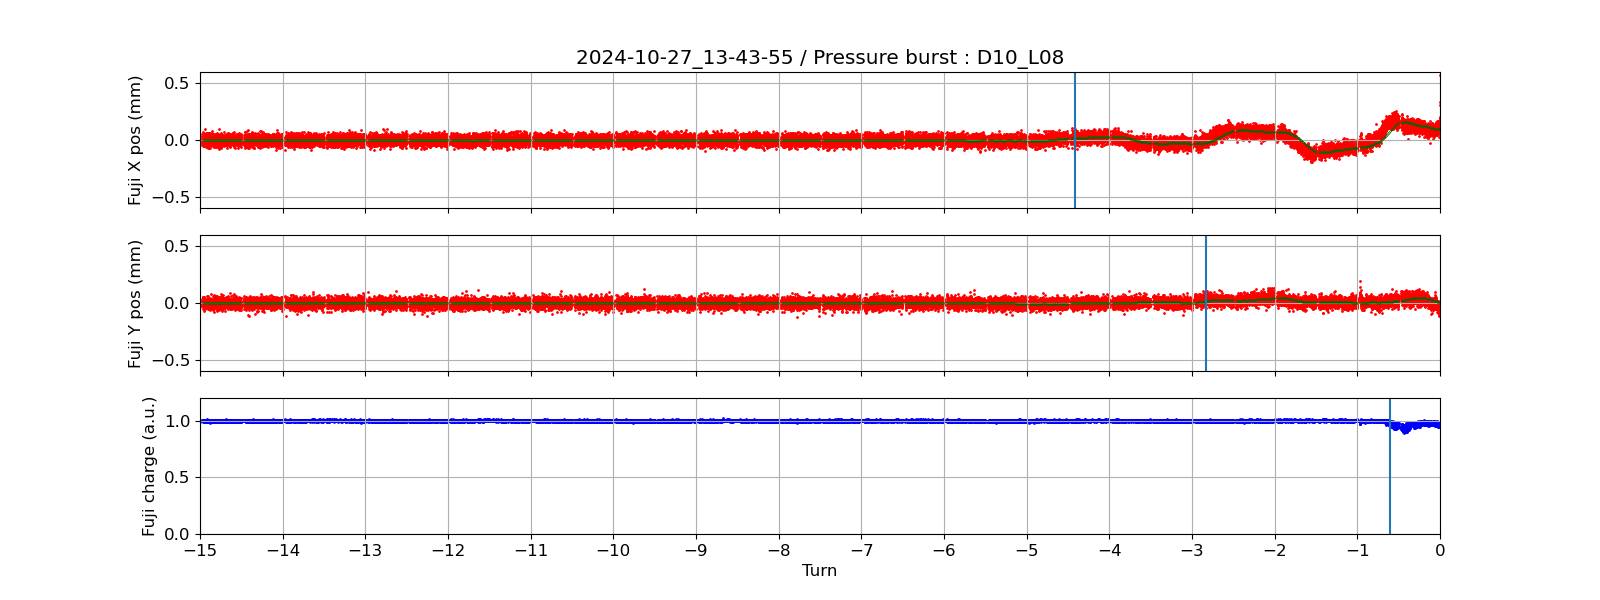 2024-10-27_13-43-55 / Pressure burst : D10_L08
Fuji X pos (mm)
0.5
0.0
−0.5
Fuji Y pos (mm)
0.5
0.0
−0.5
Fuji charge (a.u.)
1.0
0.5
0.0
−15 −14 −13 −12 −11 −10 −9 −8 −7 −6 −5 −4 −3 −2 −1 0
Turn